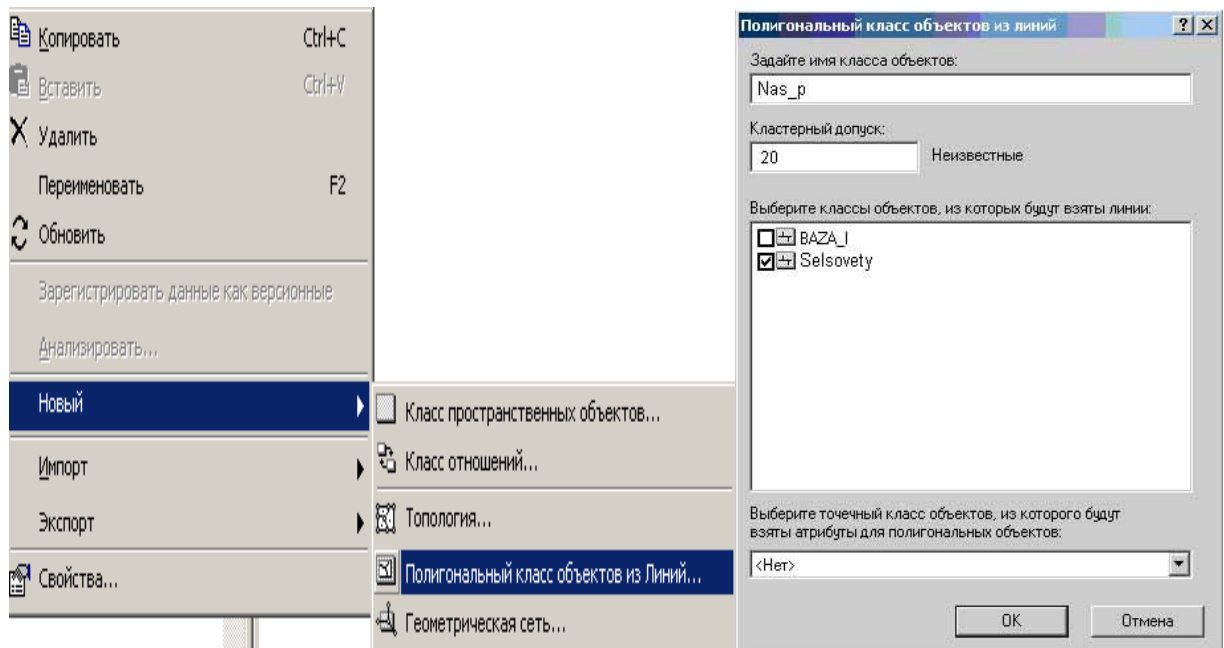 Копировать Ctrl+C
Вставить Ctrl+V
Удалить
Переименовать F2
Обновить
Зарегистрировать данные как версионные
Анализировать...
Новый
Импорт
Экспорт
Свойства...
Класс пространственных объектов...
Класс отношений...
Топология...
Полигональный класс объектов из Линий...
Геометрическая сеть...
Полигональный класс объектов из линий
Задайте имя класса объектов:
Nas_p
Кластерный допуск:
20 Неизвестные
Выберите классы объектов, из которых будут взяты линии:
BAZA_l
Selsovety
Выберите точечный класс объектов, из которого будут
взяты атрибуты для полигональных объектов:
<Нет>
OK Отмена